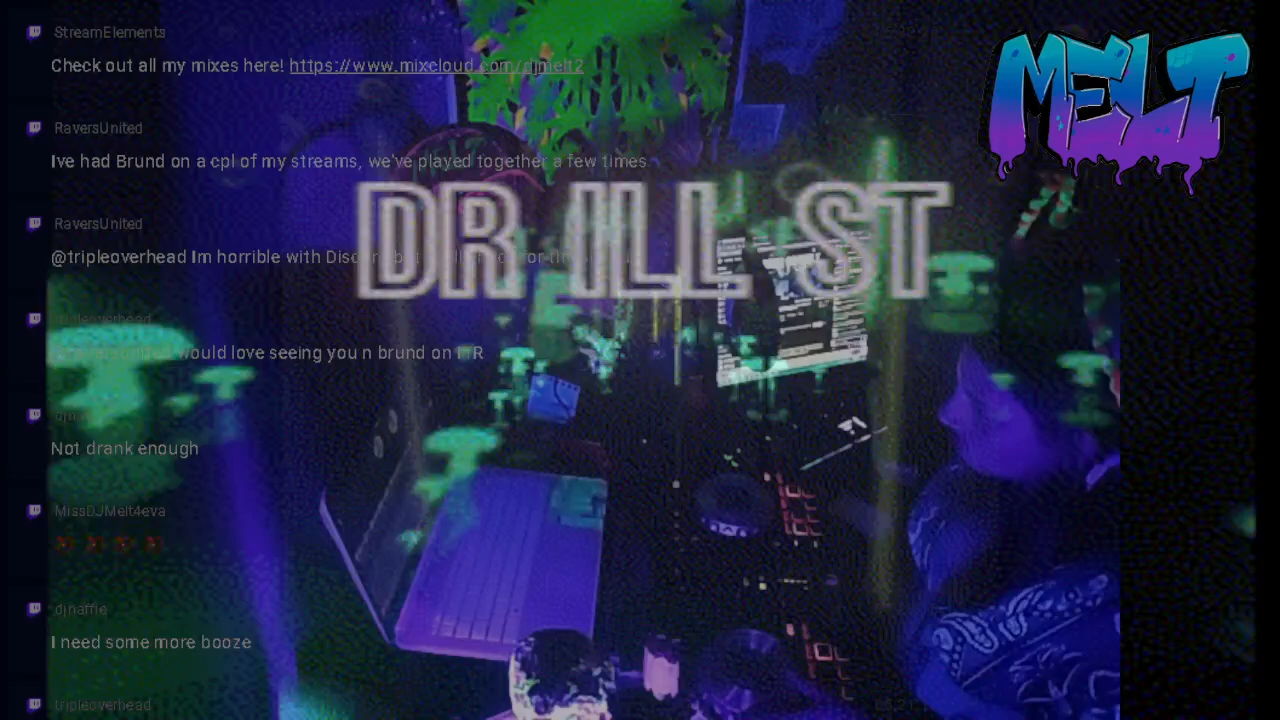 StreamElements
Check out all my mixes here! https://www.mixcloud.com/djmelt2
MELT
RaversUnited
Ive had Brund on a cpl of my streams, we've played together a few times
DR ILL ST
RaversUnited
@tripleoverhead Im horrible with
tripleoverhead
would love seeing you n brund on
Not drank enough
MissDJMelt4eva
djnaffie
I need some more booze
tripleoverhead